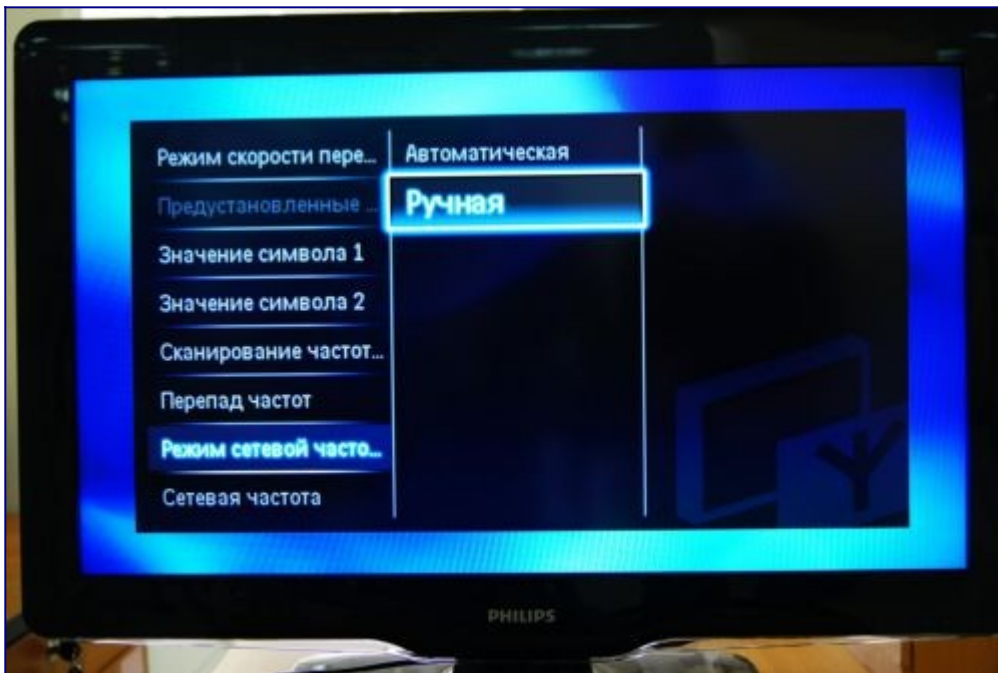 Режим скорости пере...
Предустановленные ...
Значение символа 1
Значение символа 2
Сканирование частот...
Перепад частот
Режим сетевой часто...
Сетевая частота
Автоматическая
Ручная
PHILIPS